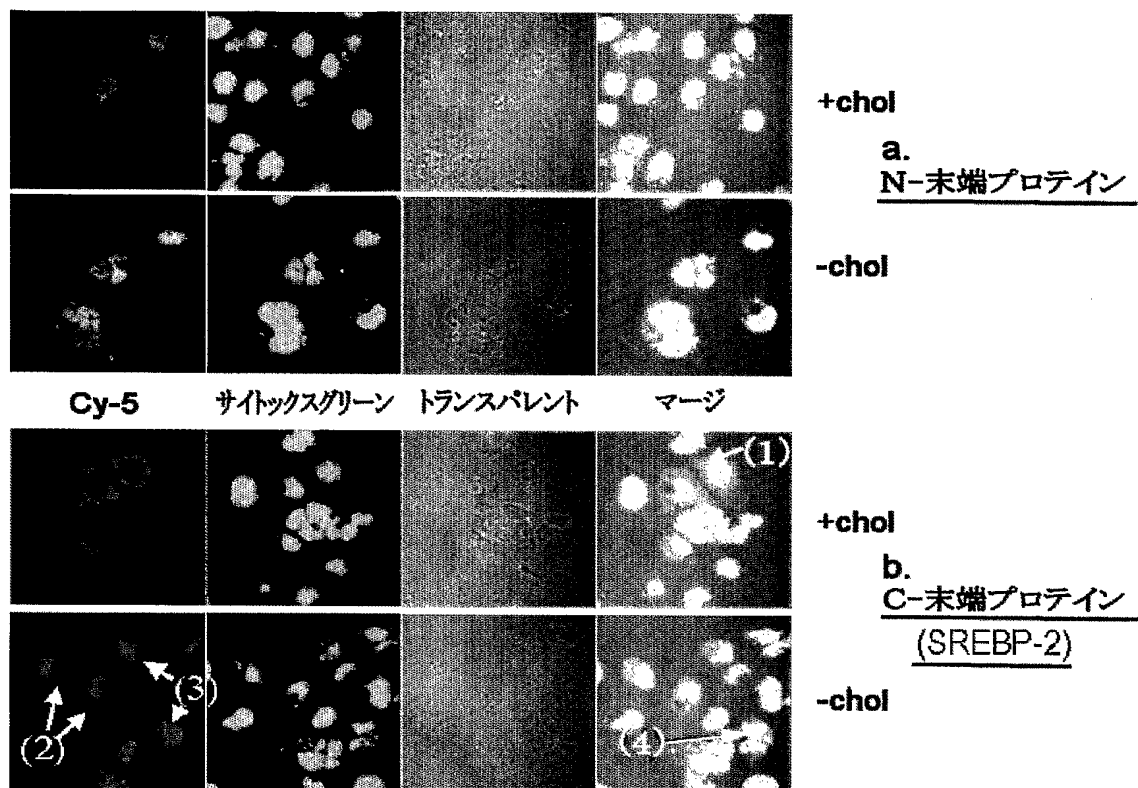 +chol
a.
N-末端プロテイン
-chol
Cy-5 サイトックスグリーン トランスパレント マージ
(1)
+chol
b.
C-末端プロテイン
(SREBP-2)
(2) (3) (4)
-chol